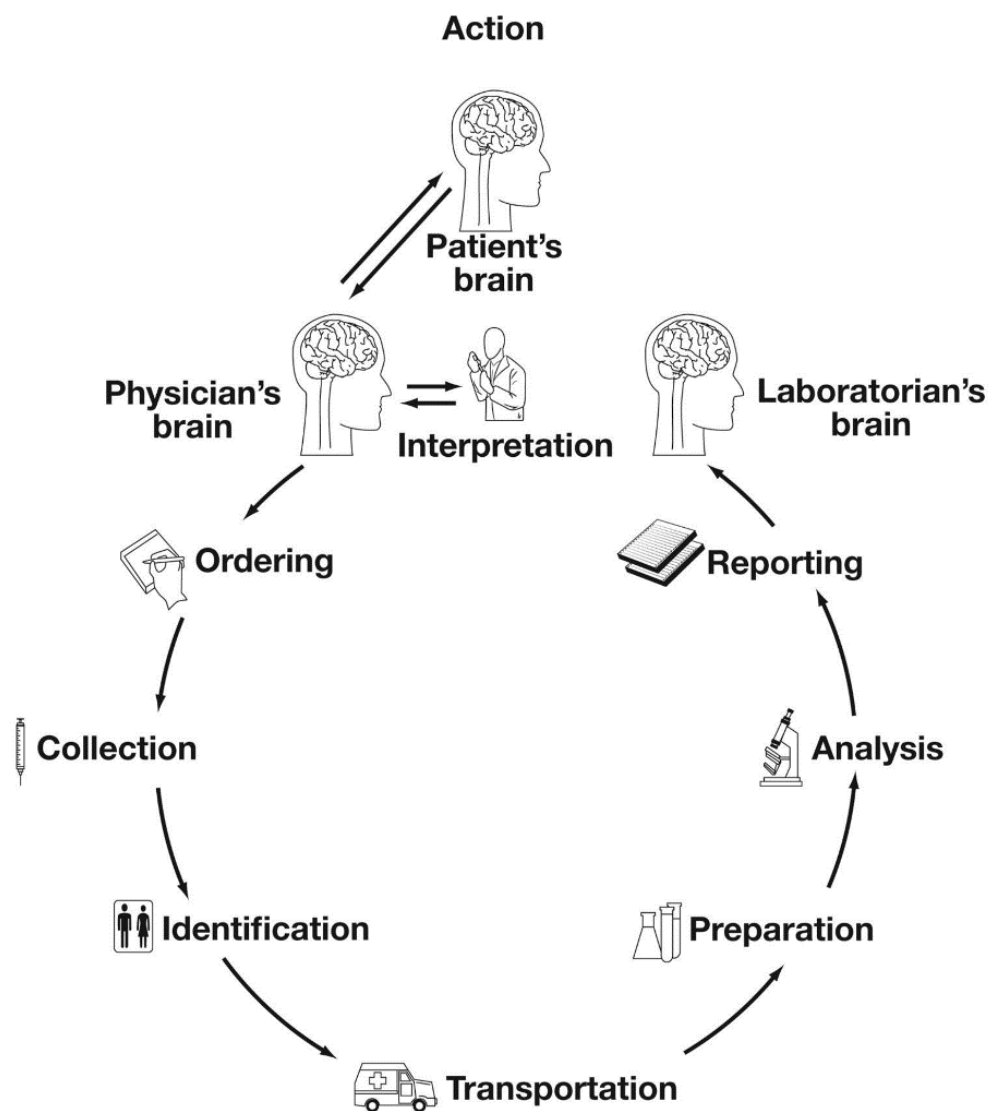 Action
Patient's
brain
Physician's
brain
Interpretation
Laboratorian's
brain
Ordering
Reporting
Collection
Analysis
Identification
Preparation
Transportation